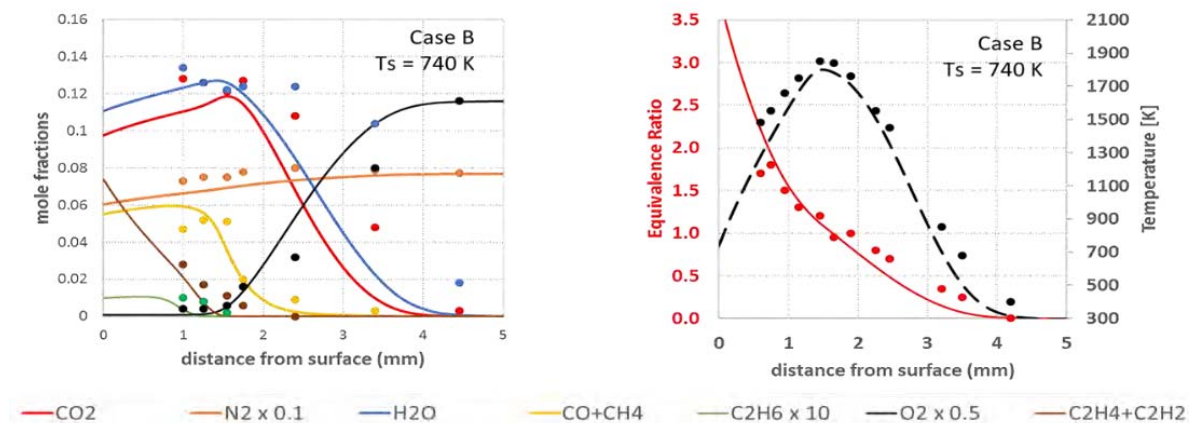 0.16
0.14
0.12
0.10
0.08
0.06
0.04
0.02
0
mole fractions
Case B
Ts = 740 K
0 1 2 3 4 5
distance from surface (mm)
3.5
3.0
2.5
2.0
1.5
1.0
0.5
0.0
Equivalence Ratio
Case B
Ts = 740 K
2100
1900
1700
1500
1300
1100
900
700
500
300
Temperature [K]
0 1 2 3 4 5
distance from surface (mm)
CO2 N2 x 0.1 H2O CO+CH4 C2H6 x 10 O2 x 0.5 C2H4+C2H2